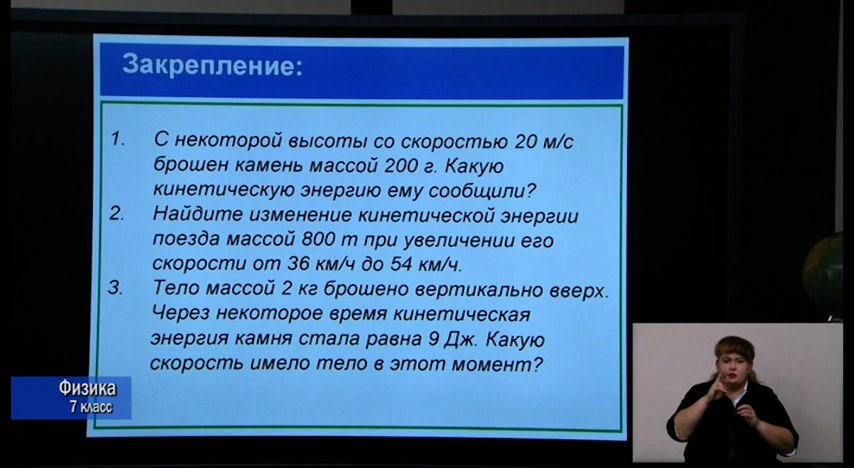 Закрепление:
1. С некоторой высоты со скоростью 20 м/с
брошен камень массой 200 г. Какую
кинетическую энергию ему сообщили?
2. Найдите изменение кинетической энергии
поезда массой 800 т при увеличении его
скорости от 36 км/ч до 54 км/ч.
3. Тело массой 2 кг брошено вертикально вверх.
Через некоторое время кинетическая
энергия камня стала равна 9 Дж. Какую
скорость имело тело в этот момент?
Физика
7 класс